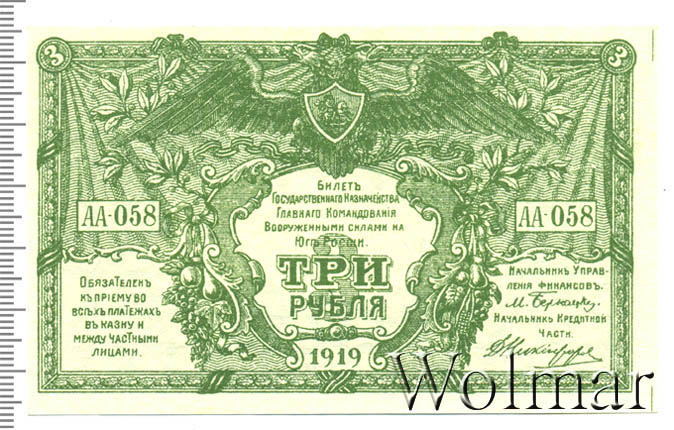 3
3
БИЛЕТЪ
ГОСУДАРСТВЕННАГО КАЗНАЧЕЙСТВА
ГЛАВНАГО КОМАНДОВАНІЯ
ВООРУЖЕННЫМИ СИЛАМИ НА
ЮГѢ РОССІИ.
ТРИ
РУБЛЯ
1919
АА-058
АА-058
ОБЯЗАТЕЛЕНЪ
КЪ ПРІЕМУ ВО
ВСѢХЪ ПЛАТЕЖАХЪ
ВЪ КАЗНУ И
МЕЖДУ ЧАСТНЫМИ
ЛИЦАМИ.
НАЧАЛЬНИКЪ УПРАВ-
ЛЕНІЯ ФИНАНСОВЪ.
НАЧАЛЬНИКЪ КРЕДИТНОЙ
ЧАСТИ.
Wolmar